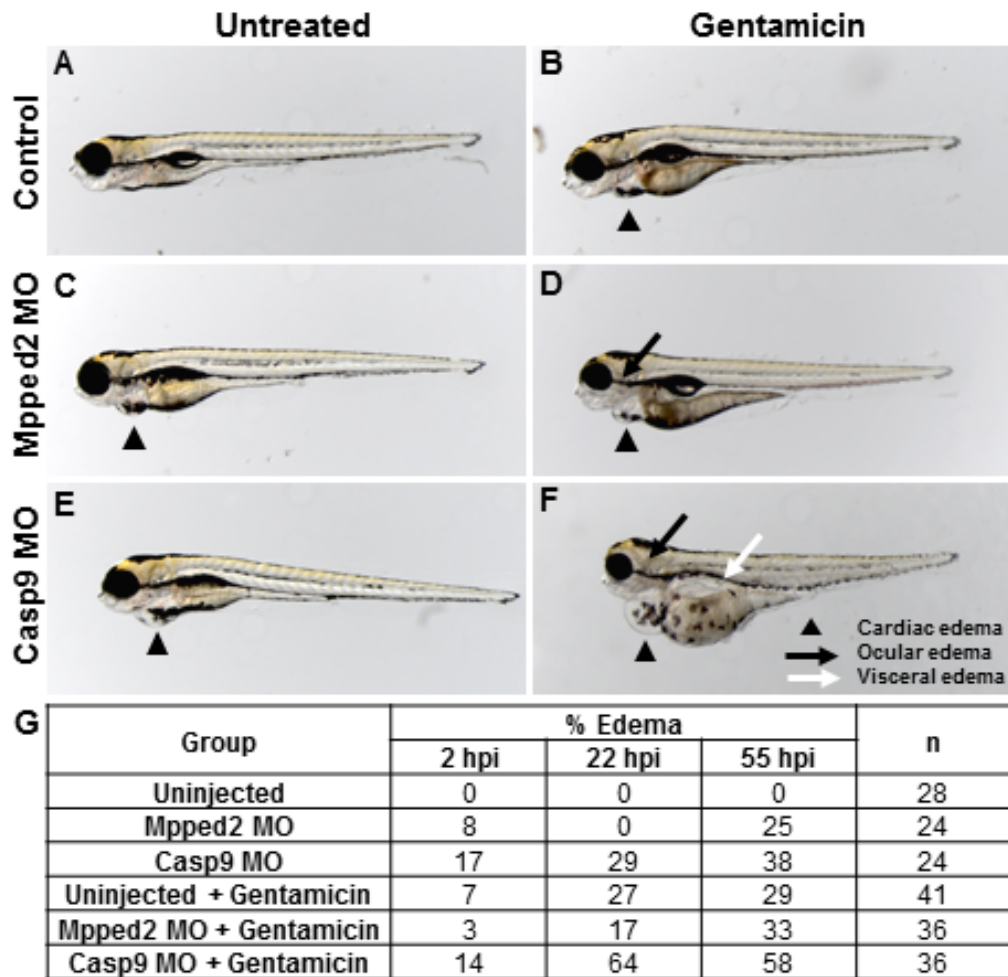 Untreated Gentamicin
Control
A B
Mpped2 MO
C D
Casp9 MO
E F
Cardiac edema
Ocular edema
Visceral edema
G
Group % Edema n
2 hpi 22 hpi 55 hpi
Uninjected 0 0 0 28
Mpped2 MO 8 0 25 24
Casp9 MO 17 29 38 24
Uninjected + Gentamicin 7 27 29 41
Mpped2 MO + Gentamicin 3 17 33 36
Casp9 MO + Gentamicin 14 64 58 36